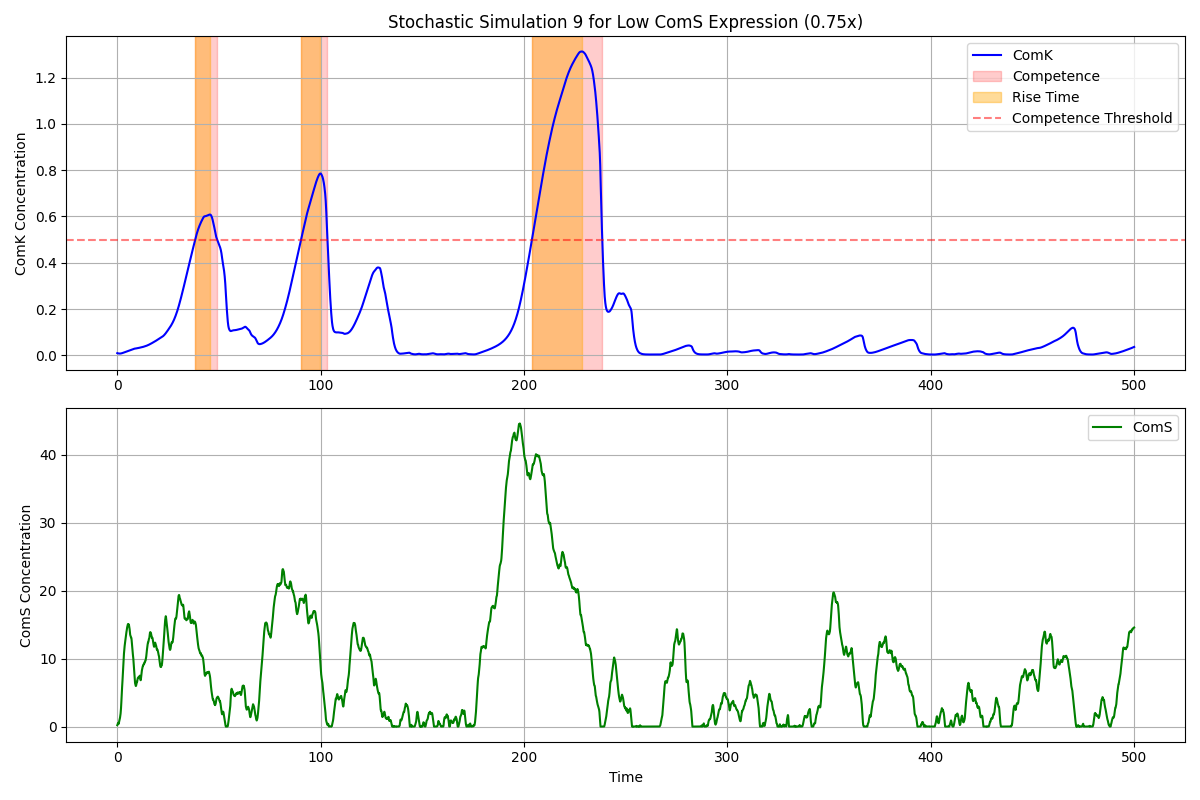 Stochastic Simulation 9 for Low ComS Expression (0.75x)
ComK Concentration
1.2
1.0
0.8
0.6
0.4
0.2
0.0
ComK
Competence
Rise Time
Competence Threshold
0 100 200 300 400 500
ComS Concentration
40
30
20
10
0
ComS
0 100 200 300 400 500
Time